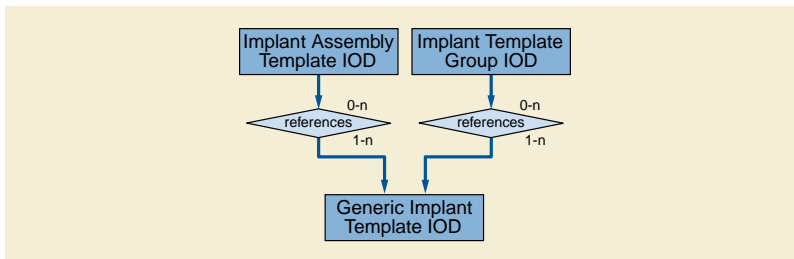 Implant Assembly
Template IOD
Implant Template
Group IOD
0-n
0-n
references
references
1-n
1-n
Generic Implant
Template IOD